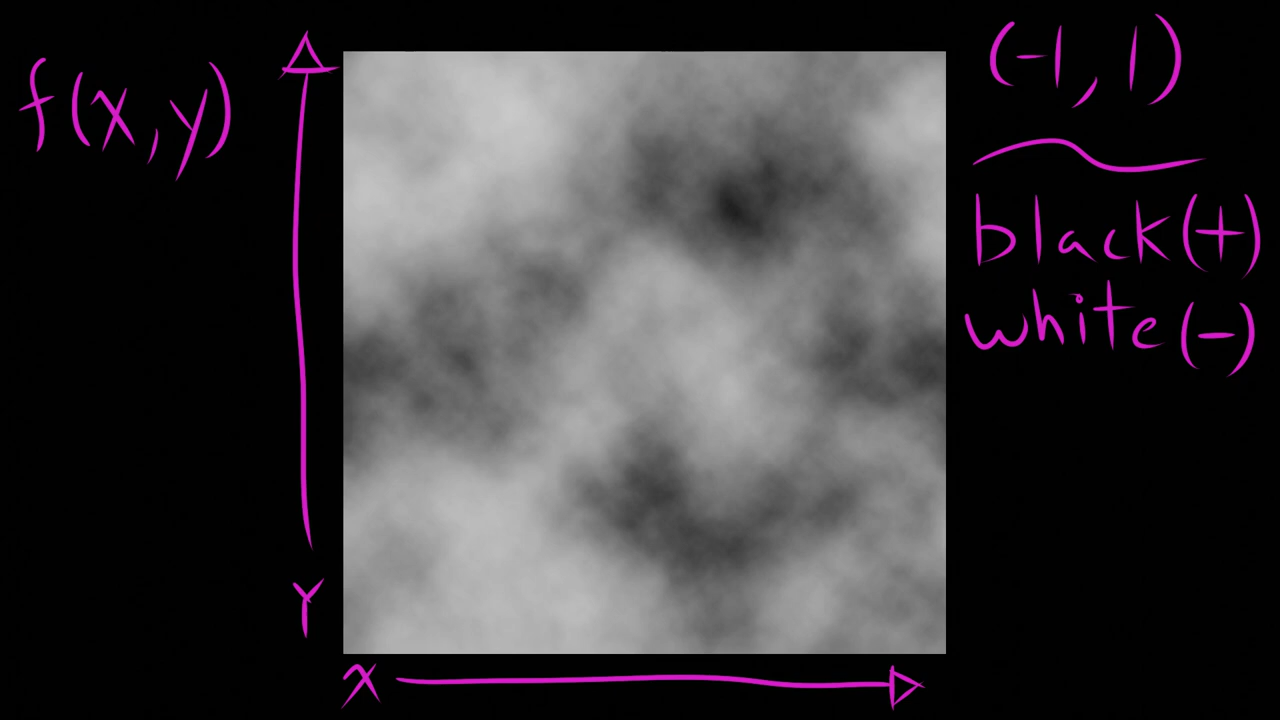 f(x,y)
(-1, 1)
black(+)
white(-)
Y
X